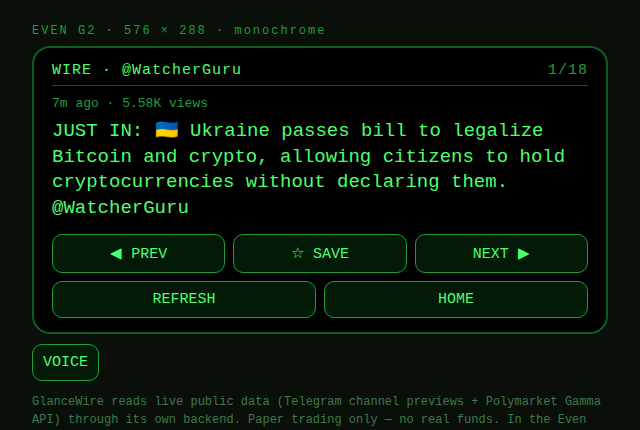 EVEN G2 · 576 × 288 · monochrome
WIRE · @WatcherGuru
1/18
7m ago · 5.58K views
JUST IN: 🇺🇦 Ukraine passes bill to legalize
Bitcoin and crypto, allowing citizens to hold
cryptocurrencies without declaring them.
@WatcherGuru
◀ PREV
☆ SAVE
NEXT ▶
REFRESH
HOME
VOICE
GlanceWire reads live public data (Telegram channel previews + Polymarket Gamma
API) through its own backend. Paper trading only — no real funds. In the Even